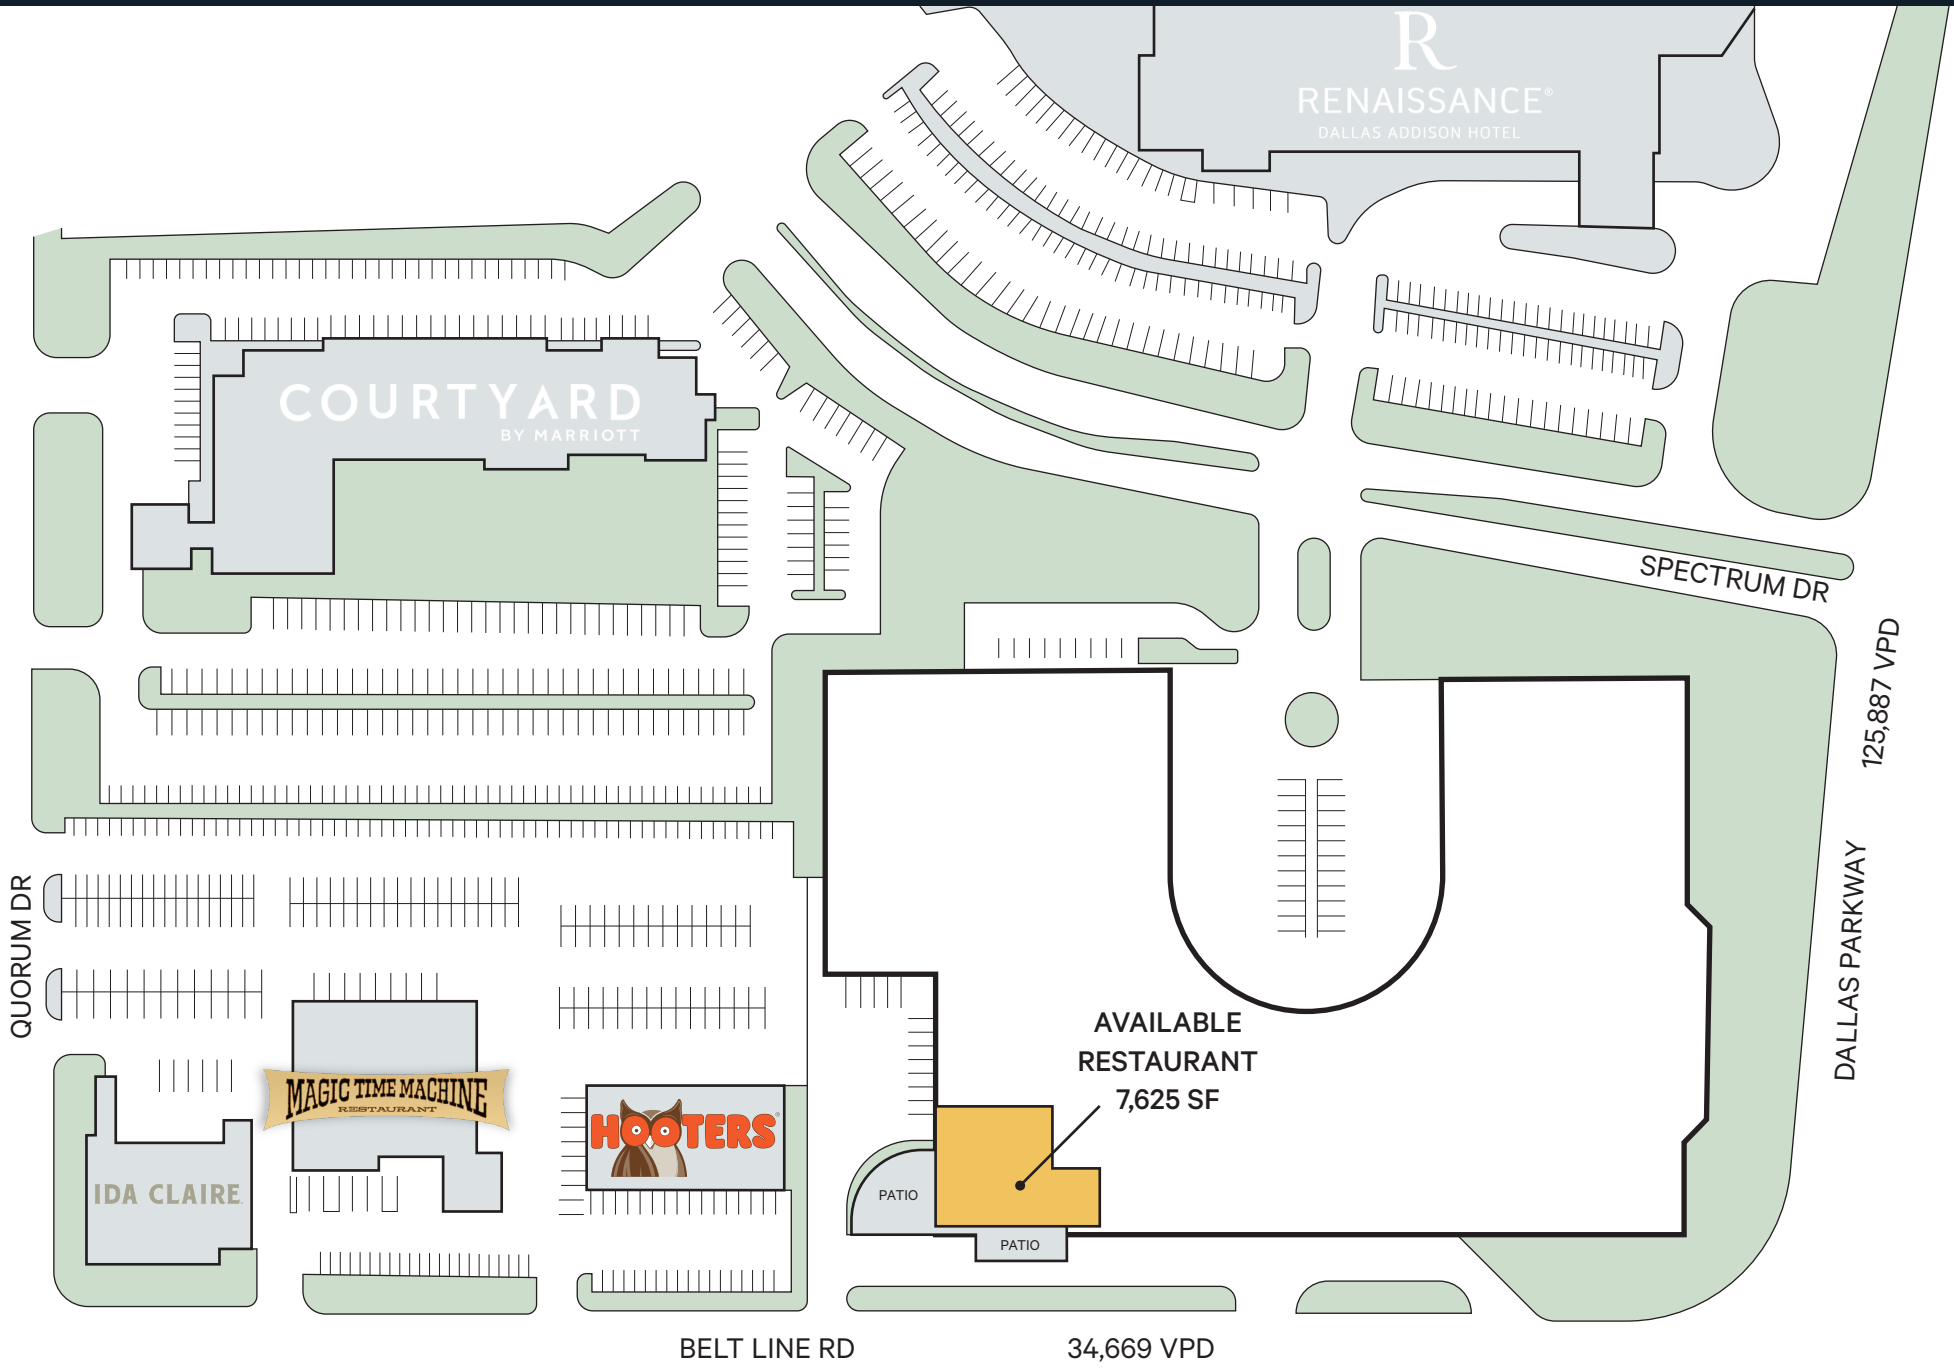 R
RENAISSANCE®
DALLAS ADDISON HOTEL
COURTYARD
BY MARRIOTT
SPECTRUM DR
125,887 VPD
DALLAS PARKWAY
QUORUM DR
AVAILABLE
RESTAURANT
7,625 SF
MAGIC TIME MACHINE
RESTAURANT
HOOTERS®
IDA CLAIRE
PATIO
PATIO
BELT LINE RD
34,669 VPD